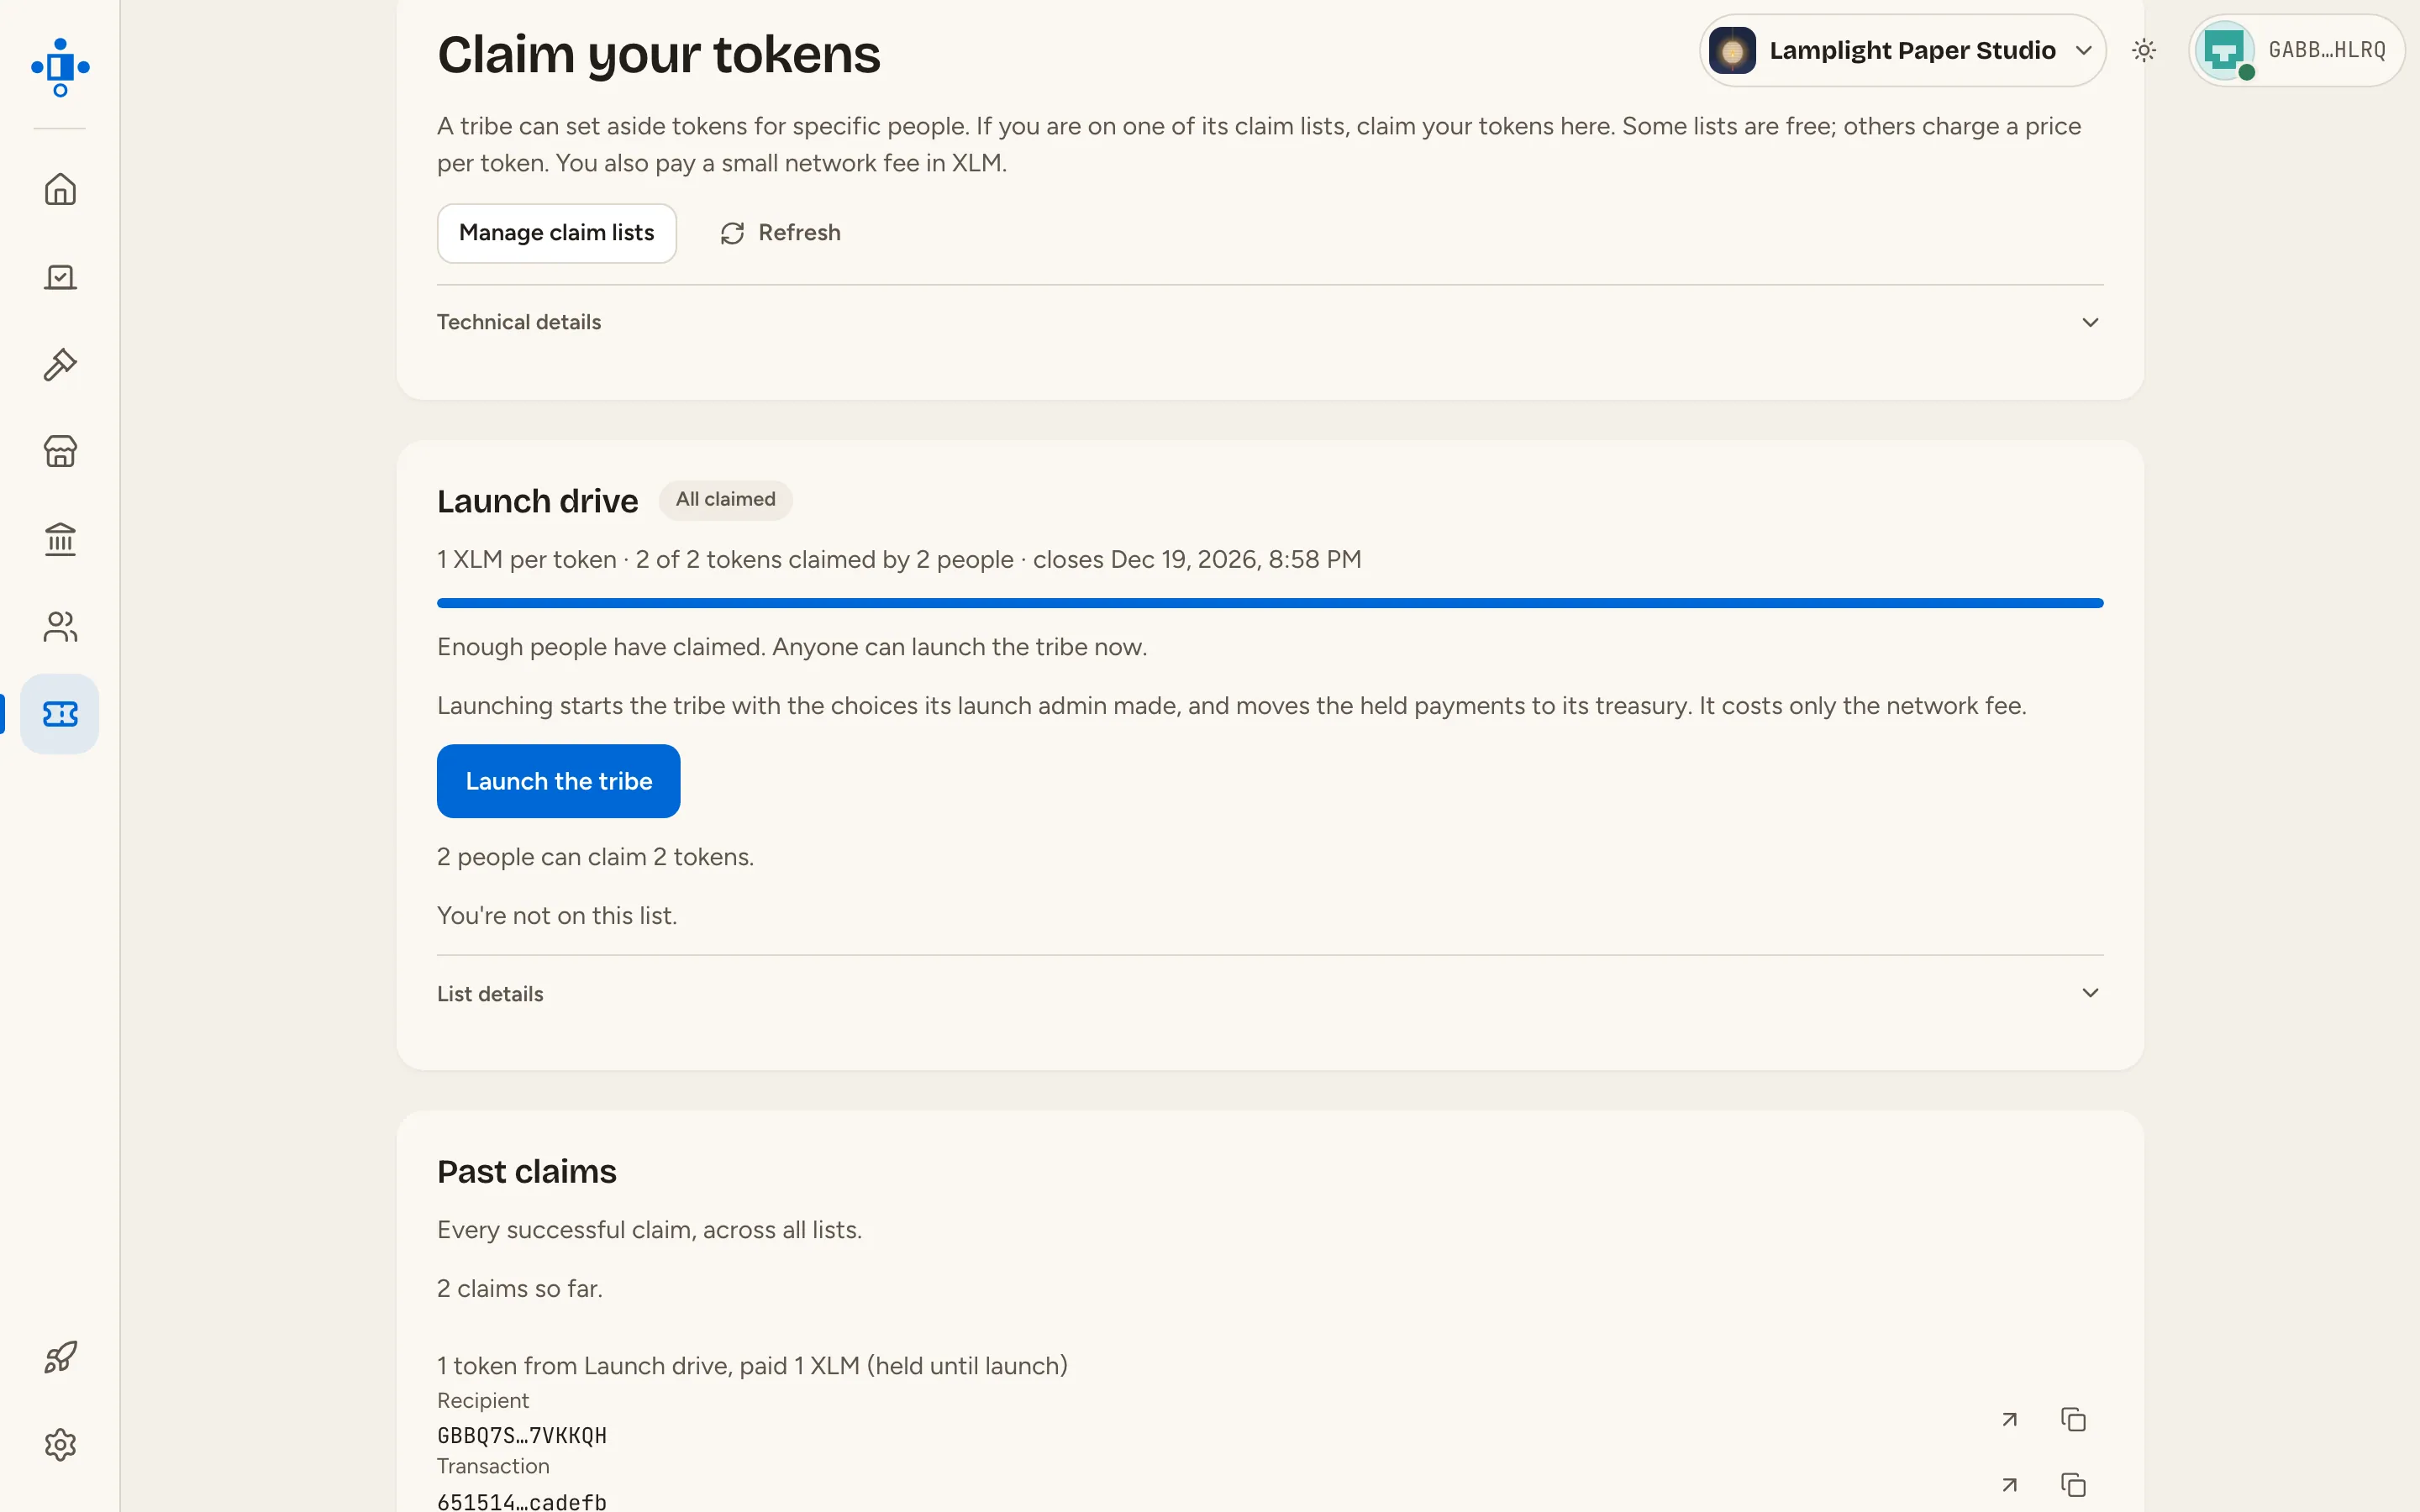 Claim your tokens
Lamplight Paper Studio
GABB…HLRQ
A tribe can set aside tokens for specific people. If you are on one of its claim lists, claim your tokens here. Some lists are free; others charge a price
per token. You also pay a small network fee in XLM.
Manage claim lists
Refresh
Technical details
Launch drive
All claimed
1 XLM per token · 2 of 2 tokens claimed by 2 people · closes Dec 19, 2026, 8:58 PM
Enough people have claimed. Anyone can launch the tribe now.
Launching starts the tribe with the choices its launch admin made, and moves the held payments to its treasury. It costs only the network fee.
Launch the tribe
2 people can claim 2 tokens.
You're not on this list.
List details
Past claims
Every successful claim, across all lists.
2 claims so far.
1 token from Launch drive, paid 1 XLM (held until launch)
Recipient
GBBQ7S…7VKKQH
Transaction
651514…cadefb